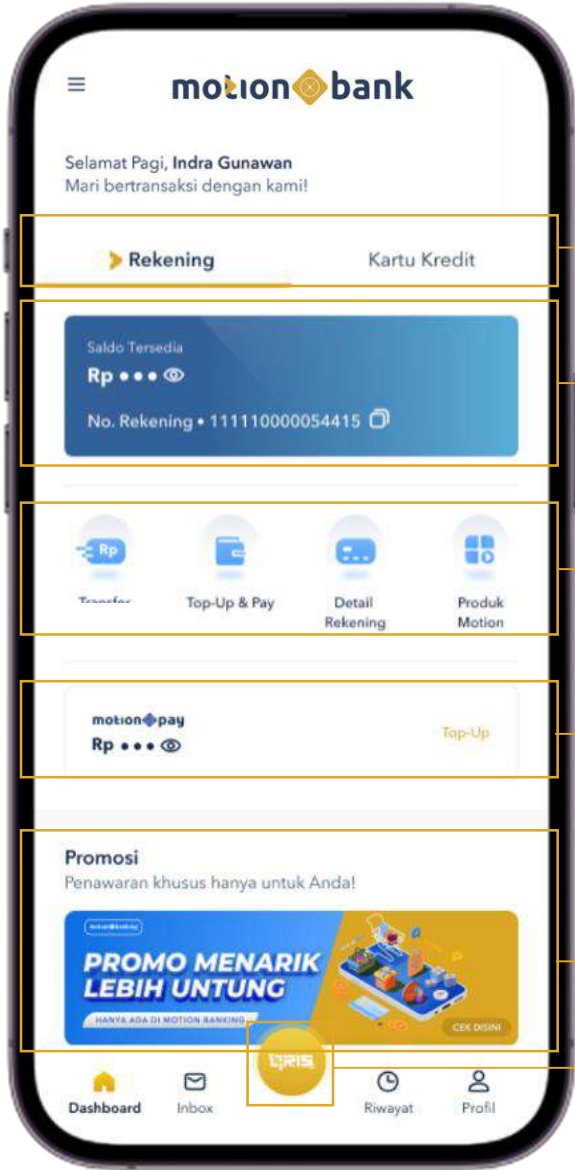 motion bank
Selamat Pagi, Indra Gunawan
Mari bertransaksi dengan kami!
Rekening
Kartu Kredit
Saldo Tersedia
Rp •••
No. Rekening • 111110000054415
Rp
Transfer
Top-Up & Pay
Detail
Rekening
Produk
Motion
motion pay
Rp •••
Top-Up
Promosi
Penawaran khusus hanya untuk Anda!
PROMO MENARIK
LEBIH UNTUNG
HANYA ADA DI MOTION BANKING
CEK DISINI
QRIS
Dashboard
Inbox
Riwayat
Profil